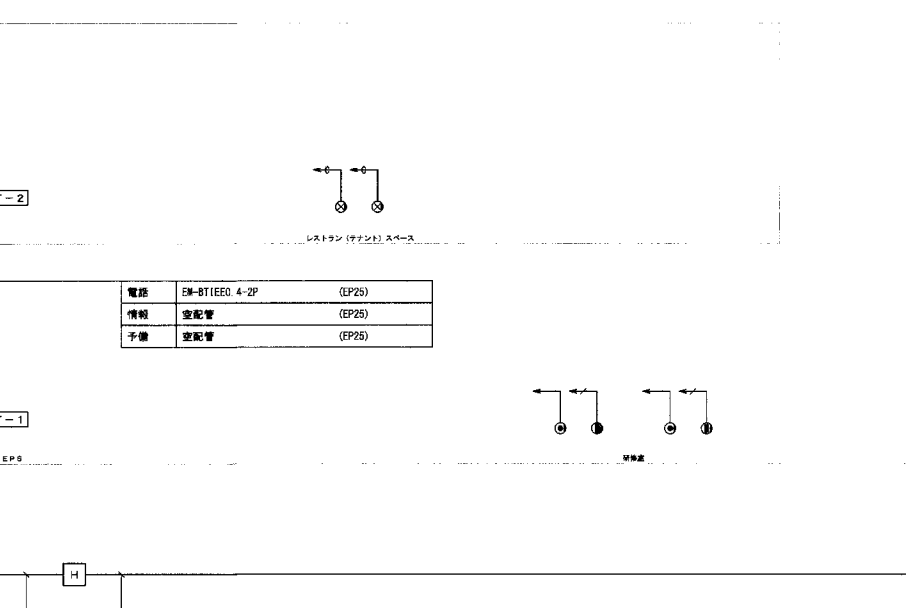 T-2
レストラン (テナント) スペース
電話 EM-BTIEE0.4-2P (EP25)
情報 空配管 (EP25)
予備 空配管 (EP25)
T-1
EPS
研修室
H